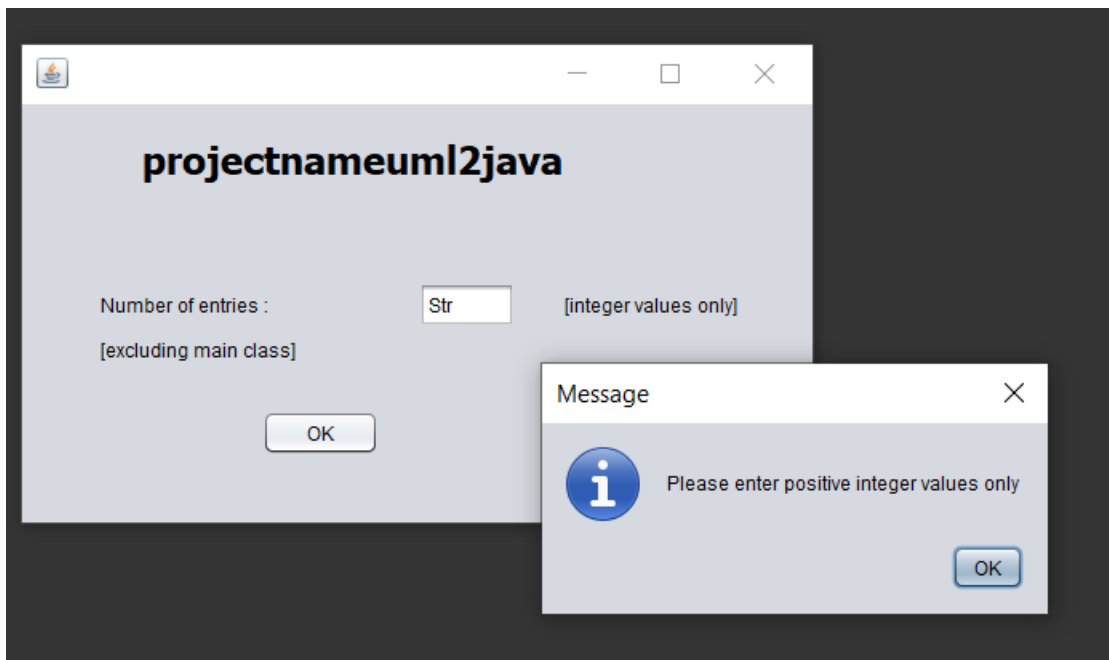 projectnameuml2java
Number of entries : Str [integer values only]
[excluding main class]
OK
Message
Please enter positive integer values only
OK